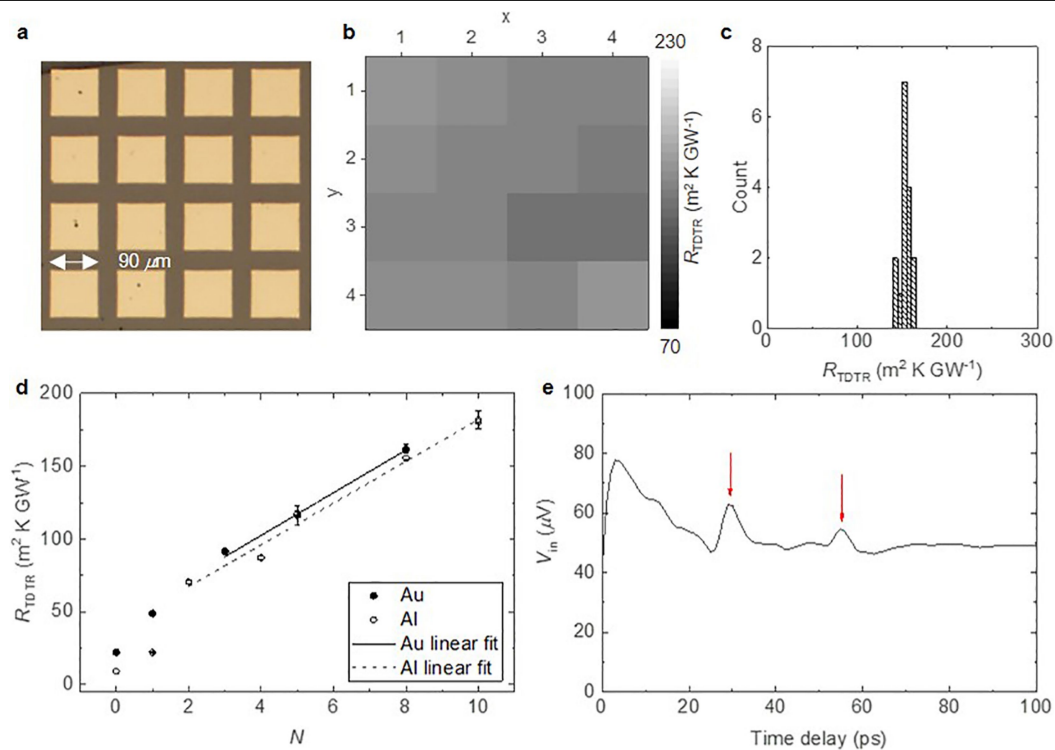 a
90 μm
b
x
1 2 3 4
y
1
2
3
4
230
R_TDTR (m² K GW⁻¹)
70
c
Count
8
6
4
2
0
0 100 200 300
R_TDTR (m² K GW⁻¹)
d
R_TDTR (m² K GW¹)
200
150
100
50
0
0 2 4 6 8 10
N
Au
Al
Au linear fit
Al linear fit
e
V_in (μV)
100
80
60
40
20
0
0 20 40 60 80 100
Time delay (ps)